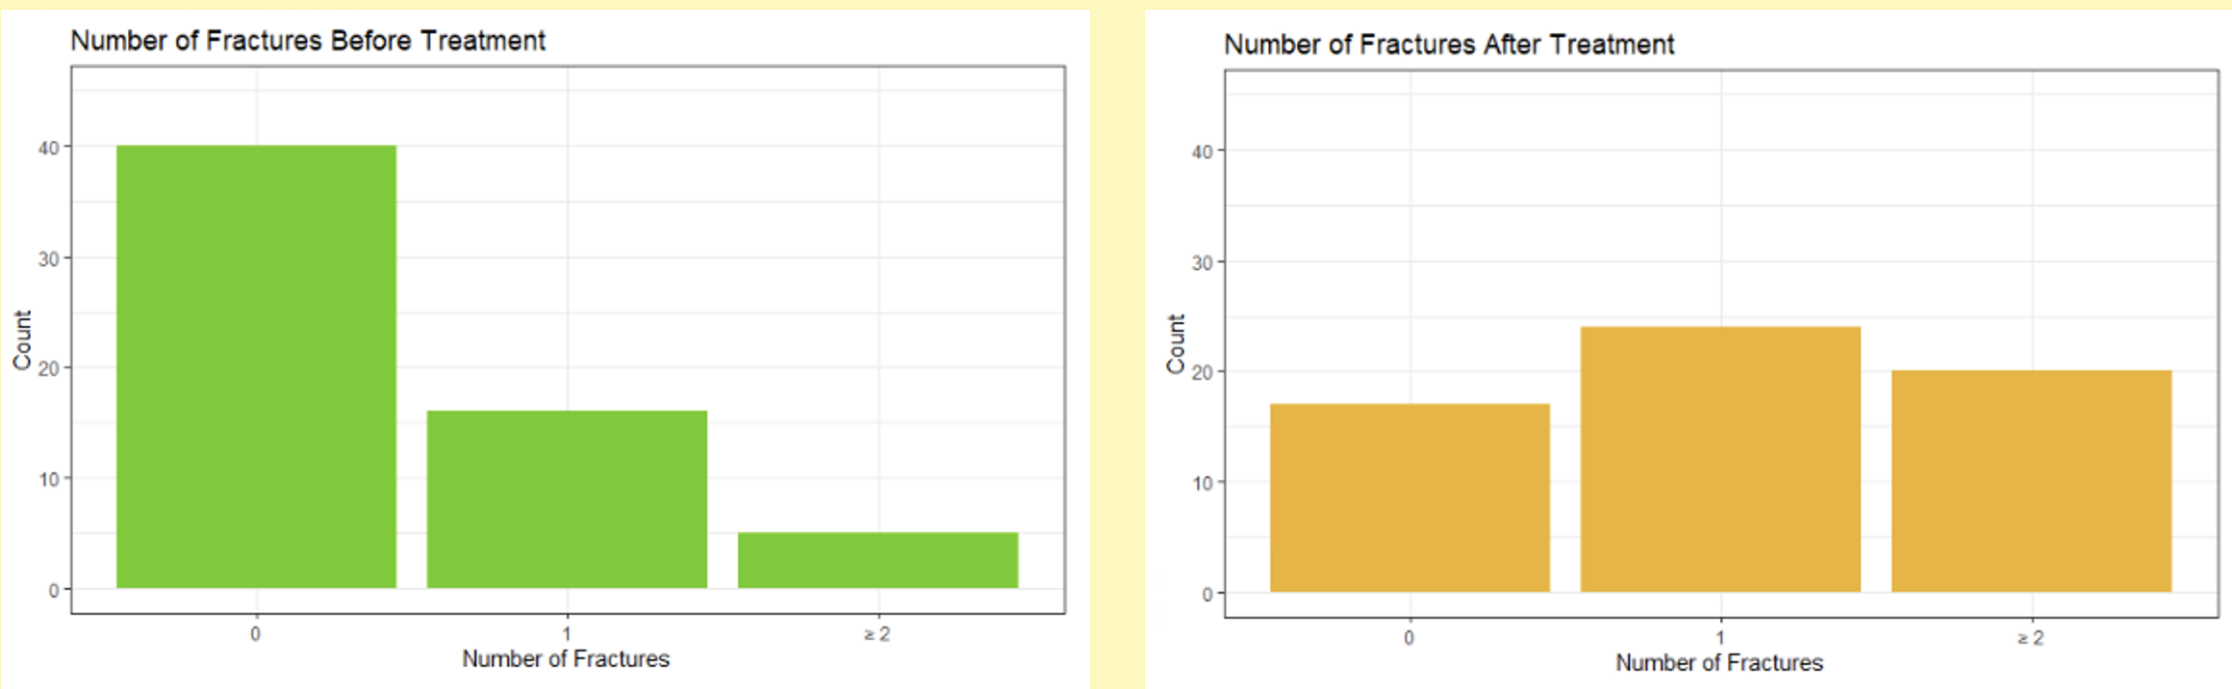 Number of Fractures Before Treatment
Count
40
30
20
10
0
0 1 ≥ 2
Number of Fractures
Number of Fractures After Treatment
Count
40
30
20
10
0
0 1 ≥ 2
Number of Fractures